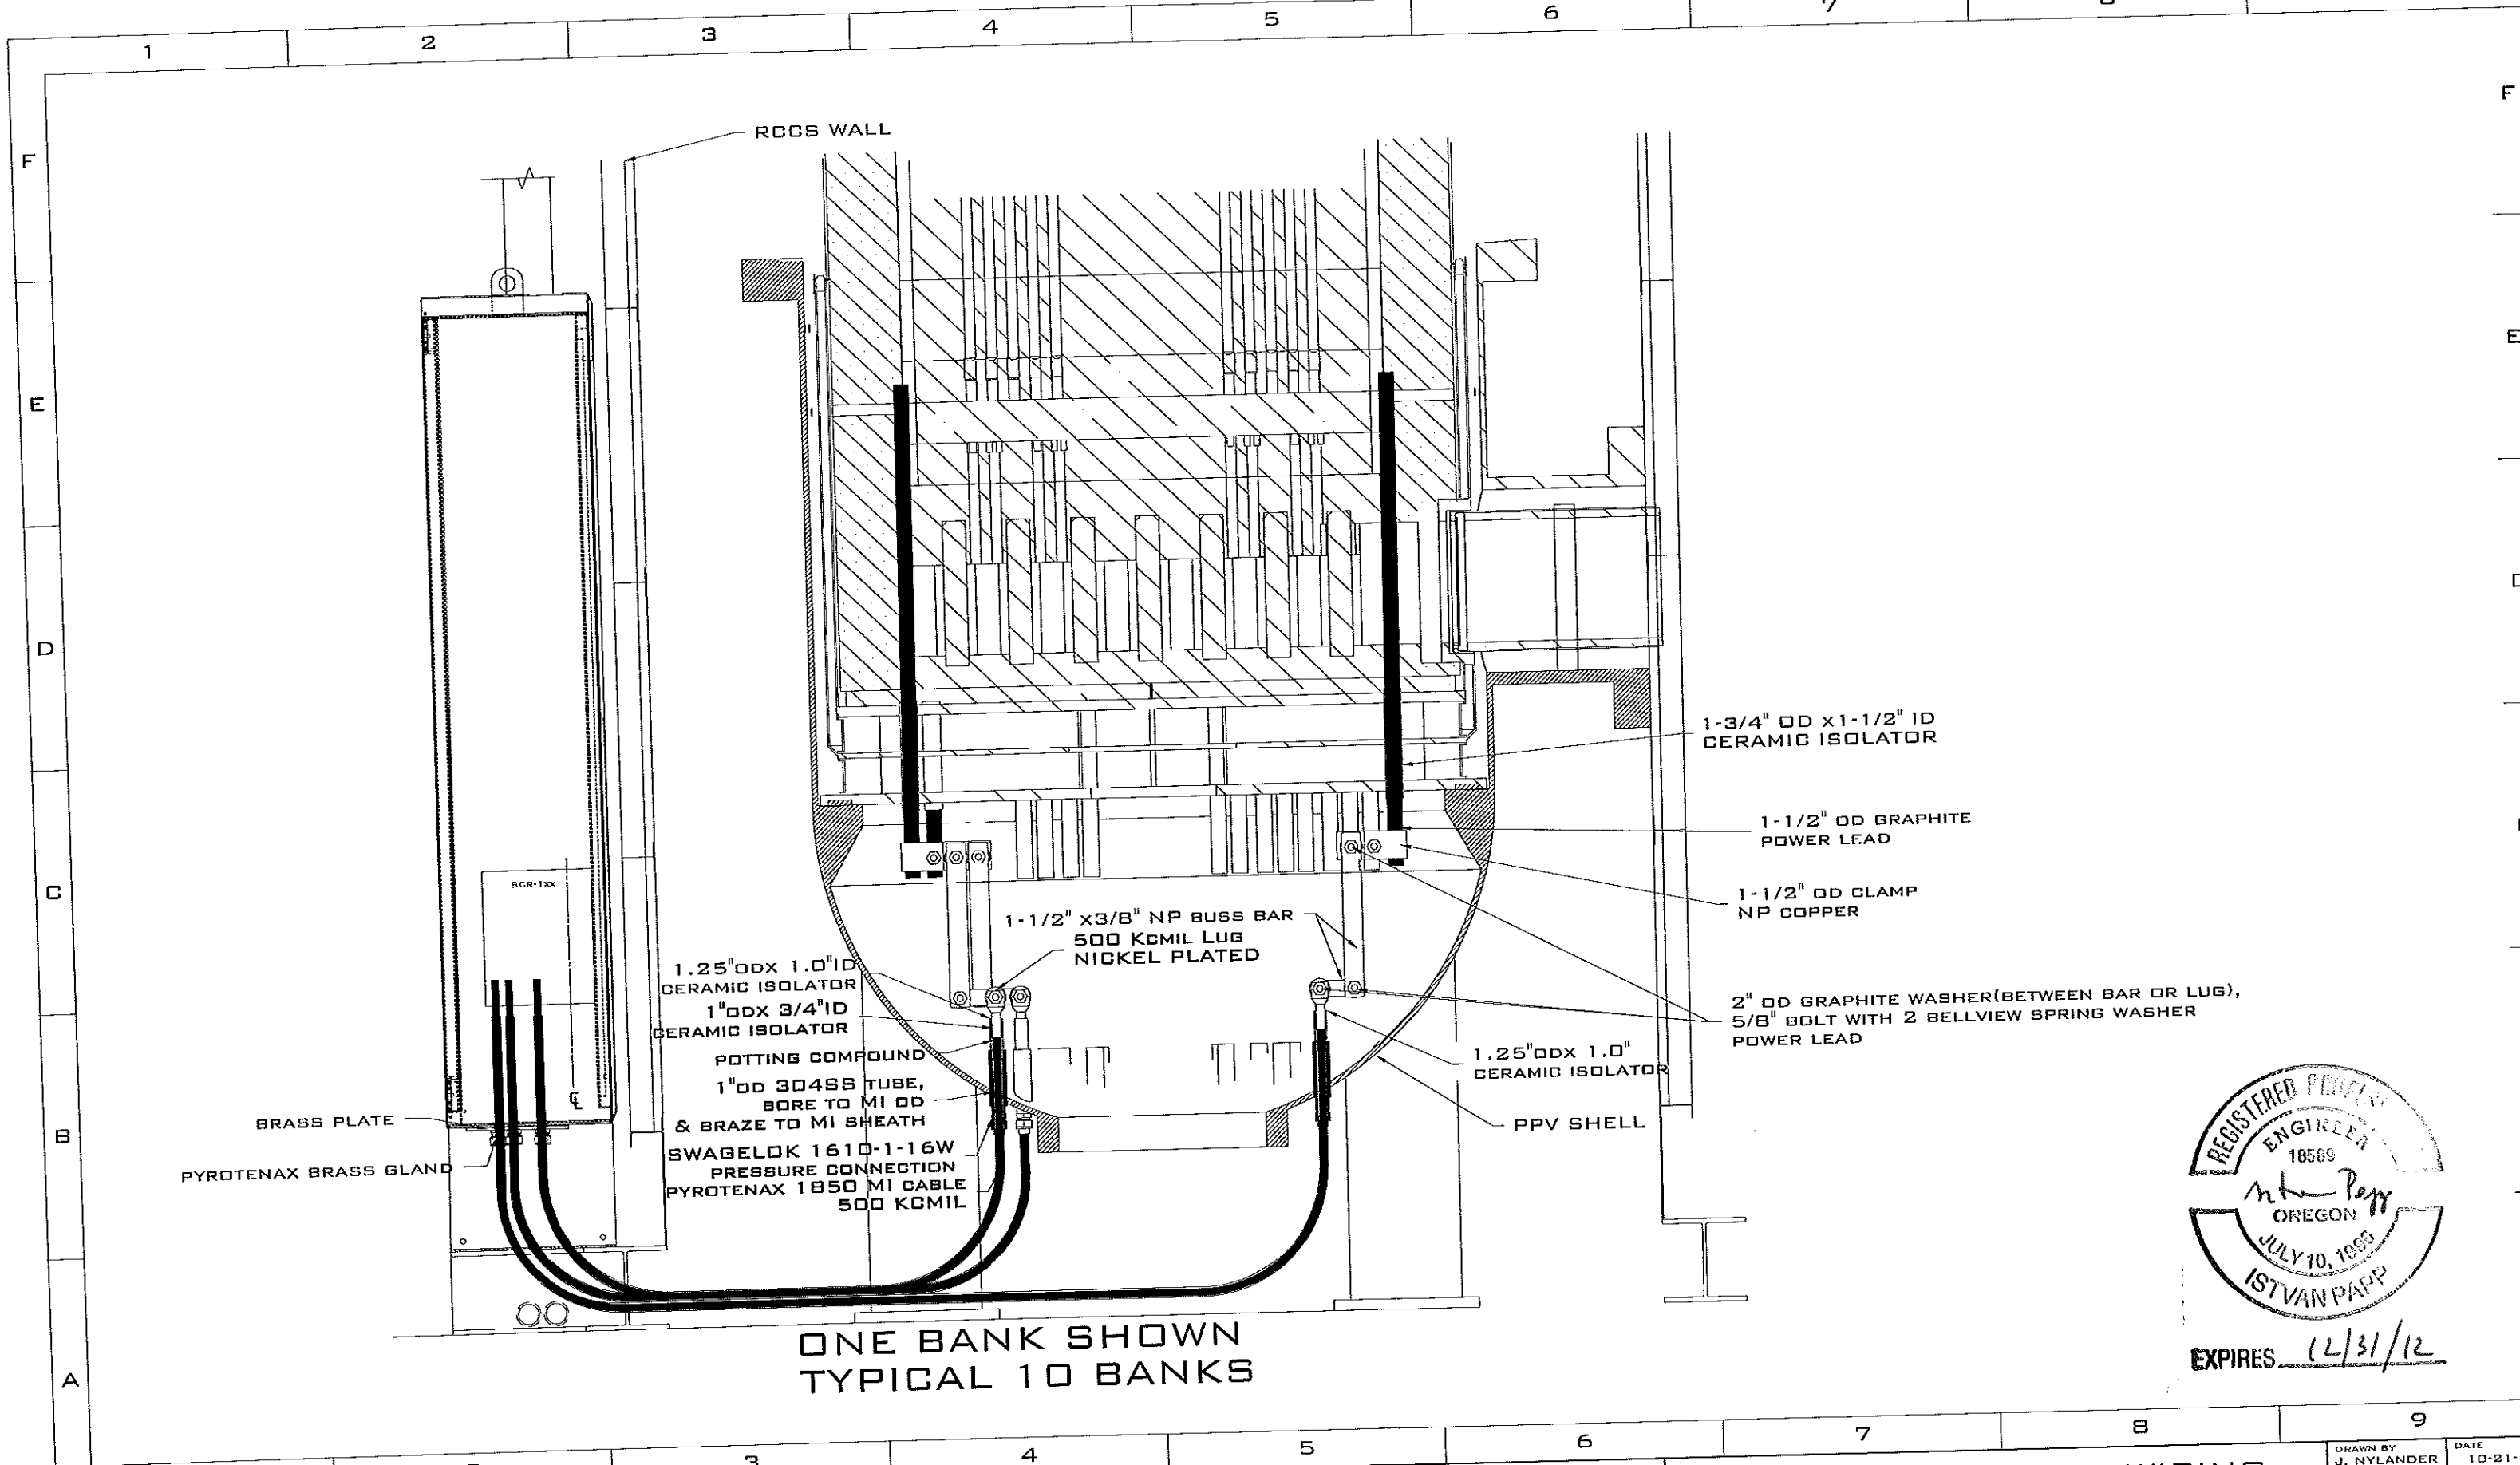 1 2 3 4 5 6 7
F
E
D
C
B
A
F
E
RCCS WALL
SCR-1XX
1-3/4" OD X1-1/2" ID
CERAMIC ISOLATOR
1-1/2" OD GRAPHITE
POWER LEAD
1-1/2" OD CLAMP
NP COPPER
1-1/2" X3/8" NP BUSS BAR
500 KCMIL LUG
NICKEL PLATED
1.25"ODX 1.0"ID
CERAMIC ISOLATOR
1"ODX 3/4"ID
CERAMIC ISOLATOR
POTTING COMPOUND
1"OD 304SS TUBE,
BORE TO MI OD
& BRAZE TO MI SHEATH
SWAGELOK 1610-1-16W
PRESSURE CONNECTION
PYROTENAX 1850 MI CABLE
500 KCMIL
2" OD GRAPHITE WASHER(BETWEEN BAR OR LUG),
5/8" BOLT WITH 2 BELLVIEW SPRING WASHER
POWER LEAD
1.25"ODX 1.0"
CERAMIC ISOLATOR
PPV SHELL
BRASS PLATE
PYROTENAX BRASS GLAND
℄
ONE BANK SHOWN
TYPICAL 10 BANKS
REGISTERED
ENGINEER
18569
OREGON
JULY 10, 1996
ISTVAN PAPP
EXPIRES 12/31/12
3 4 5 6 7 8 9
DRAWN BY
J. NYLANDER
DATE
10-21-